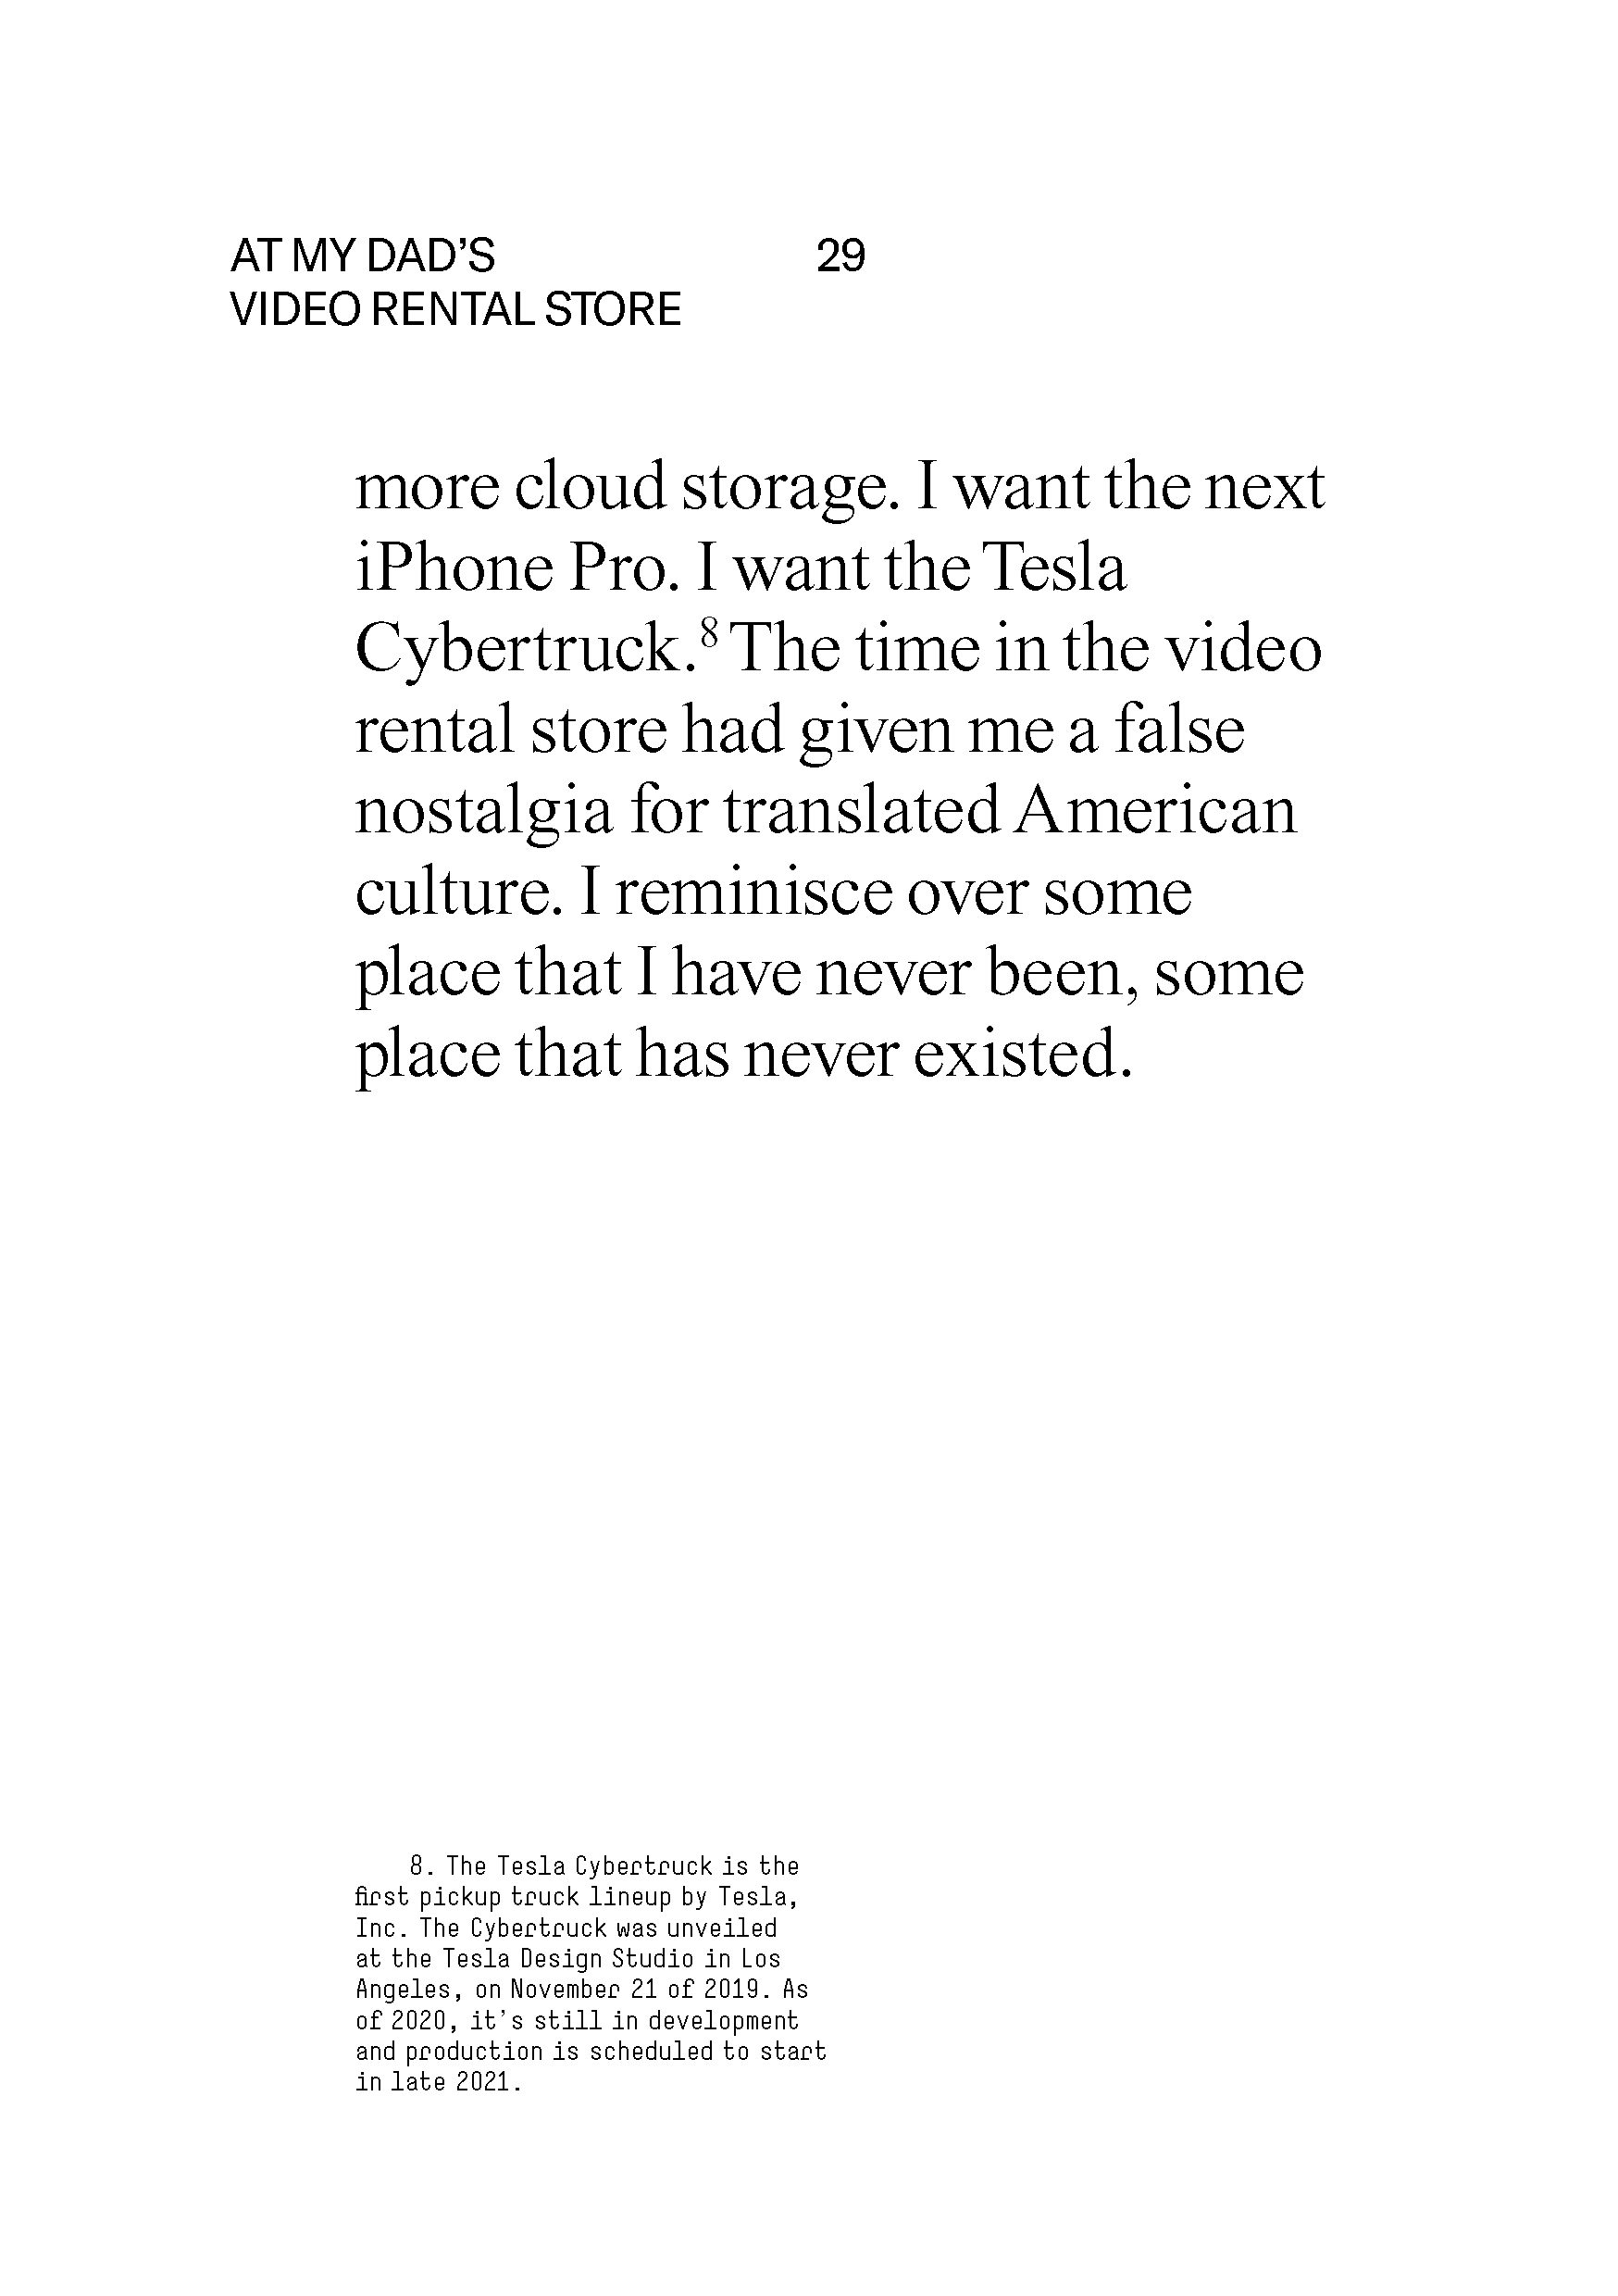 AT MY DAD’S
VIDEO RENTAL STORE
29
more cloud storage. I want the next
iPhone Pro. I want the Tesla
Cybertruck.⁸ The time in the video
rental store had given me a false
nostalgia for translated American
culture. I reminisce over some
place that I have never been, some
place that has never existed.
8. The Tesla Cybertruck is the
first pickup truck lineup by Tesla,
Inc. The Cybertruck was unveiled
at the Tesla Design Studio in Los
Angeles, on November 21 of 2019. As
of 2020, it’s still in development
and production is scheduled to start
in late 2021.